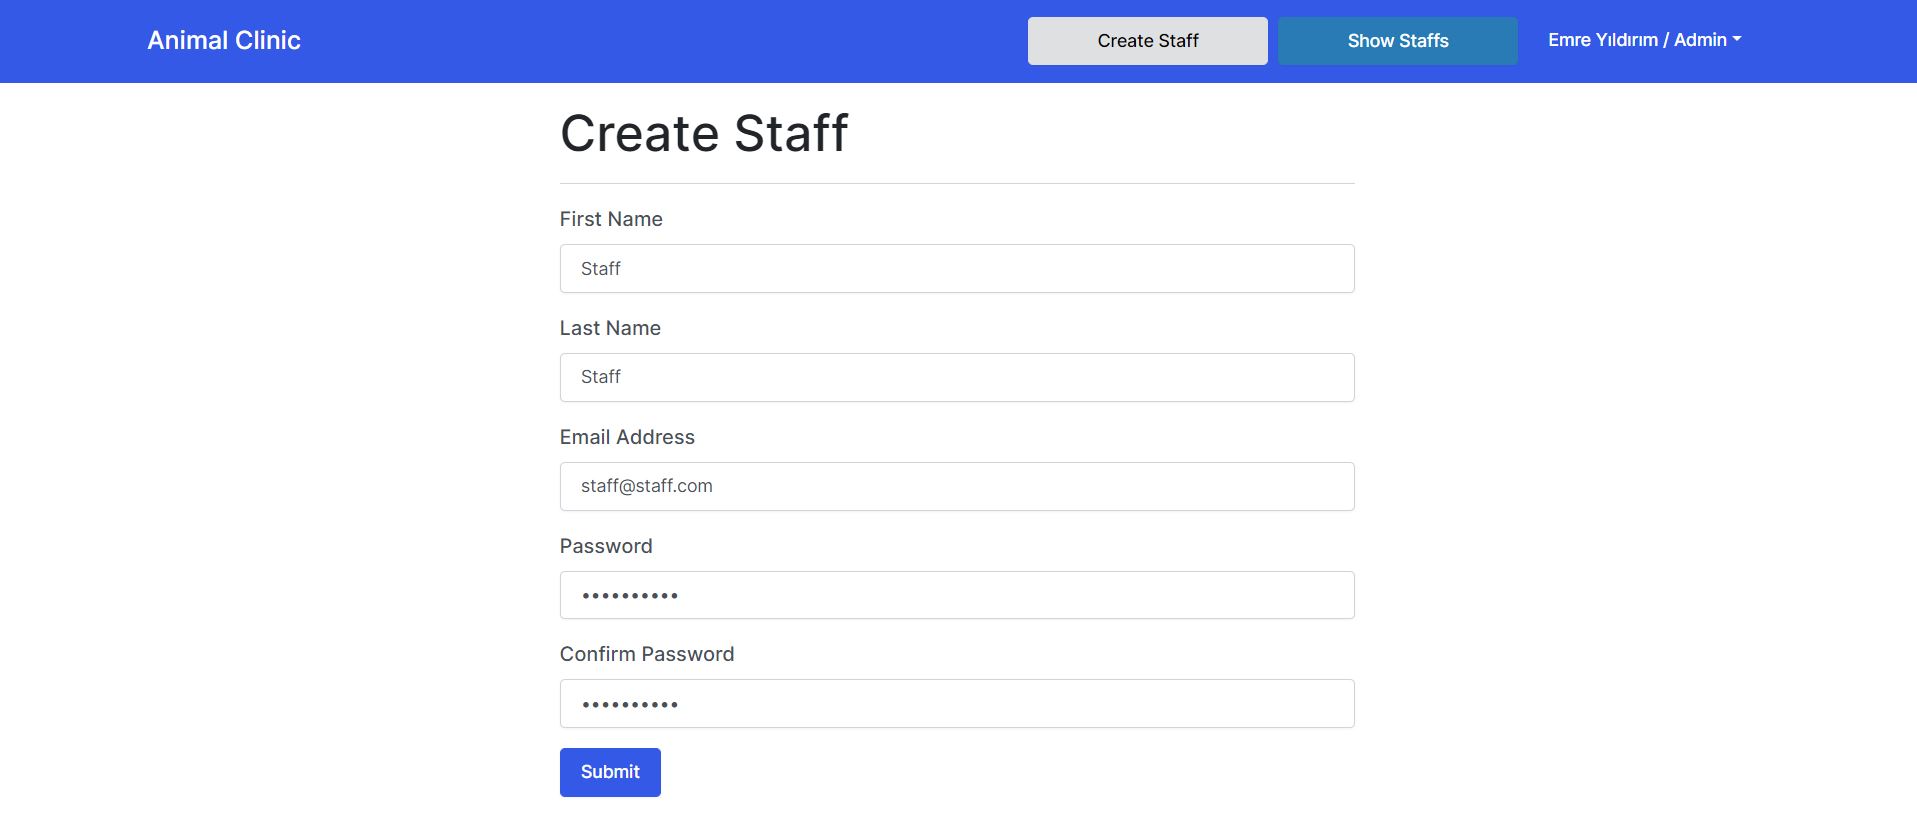 Animal Clinic
Create Staff
Show Staffs
Emre Yıldırım / Admin
Create Staff
First Name
Staff
Last Name
Staff
Email Address
staff@staff.com
Password
••••••••••
Confirm Password
••••••••••
Submit